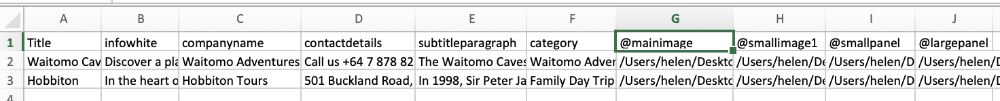 A B C D E F G H I J
1 Title infowhite companyname contactdetails subtitleparagraph category @mainimage @smallimage1 @smallpanel @largepanel
2 Waitomo Cav Discover a pla Waitomo Adventures Call us +64 7 878 82 The Waitomo Caves Waitomo Adver /Users/helen/Deskto /Users/helen/De /Users/helen/D /Users/helen/D
3 Hobbiton In the heart o Hobbiton Tours 501 Buckland Road, In 1998, Sir Peter Ja Family Day Trip /Users/helen/Deskto /Users/helen/De /Users/helen/D /Users/helen/D
4